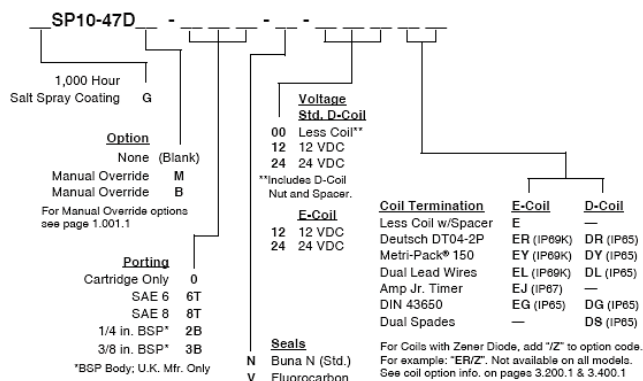 __SP10-47D__ - ______ - __ - ______ ____
1,000 Hour
Salt Spray Coating G
Option
None (Blank)
Manual Override M
Manual Override B
For Manual Override options
see page 1.001.1
Porting
Cartridge Only 0
SAE 6 6T
SAE 8 8T
1/4 in. BSP* 2B
3/8 in. BSP* 3B
*BSP Body; U.K. Mfr. Only
Voltage
Std. D-Coil
00 Less Coil**
12 12 VDC
24 24 VDC
**Includes D-Coil
Nut and Spacer.
E-Coil
12 12 VDC
24 24 VDC
Seals
N Buna N (Std.)
V Fluorocarbon
Coil Termination E-Coil D-Coil
Less Coil w/Spacer E —
Deutsch DT04-2P ER (IP69K) DR (IP65)
Metri-Pack® 150 EY (IP69K) DY (IP65)
Dual Lead Wires EL (IP69K) DL (IP65)
Amp Jr. Timer EJ (IP67) —
DIN 43650 EG (IP65) DG (IP65)
Dual Spades — DS (IP65)
For Coils with Zener Diode, add "/Z" to option code.
For example: "ER/Z". Not available on all models.
See coil option info. on pages 3.200.1 & 3.400.1